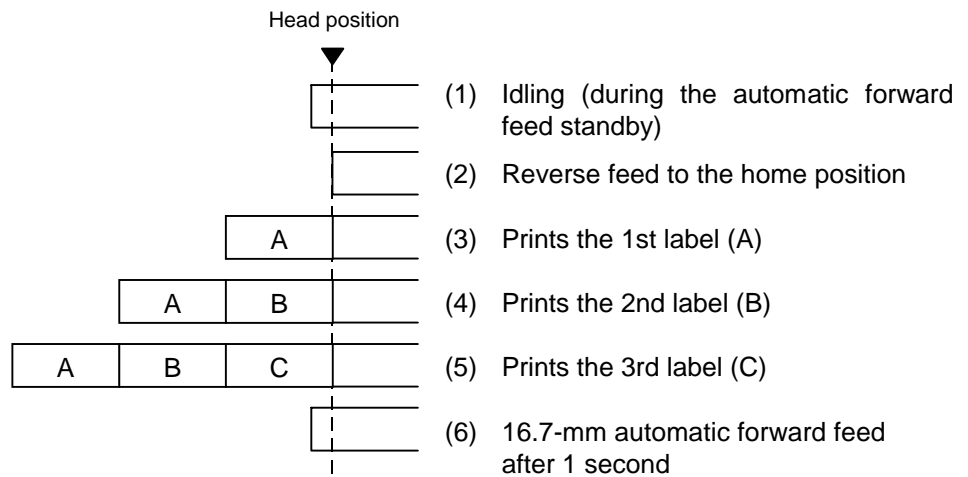 Head position
(1) Idling (during the automatic forward
feed standby)
(2) Reverse feed to the home position
A
(3) Prints the 1st label (A)
A B
(4) Prints the 2nd label (B)
A B C
(5) Prints the 3rd label (C)
(6) 16.7-mm automatic forward feed
after 1 second